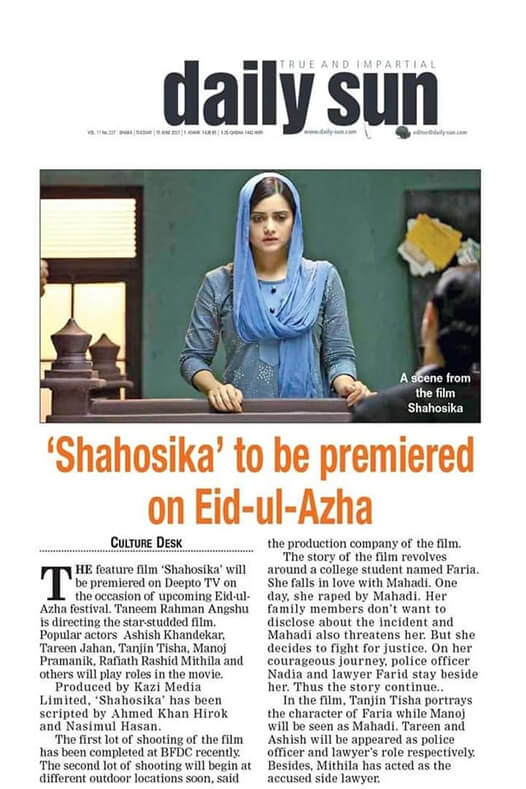 TRUE AND IMPARTIAL
daily sun
VOL. 11 No. 227 DHAKA | TUESDAY | 15 JUNE 2021 |
www.daily-sun.com
editor@daily-sun.com
A scene from
the film
Shahosika
‘Shahosika’ to be premiered
on Eid-ul-Azha
CULTURE DESK
THE feature film ‘Shahosika’ will
be premiered on Deepto TV on
the occasion of upcoming Eid-ul-
Azha festival. Taneem Rahman Angshu
is directing the star-studded film.
Popular actors Ashish Khandekar,
Tareen Jahan, Tanjin Tisha, Manoj
Pramanik, Rafiath Rashid Mithila and
others will play roles in the movie.
Produced by Kazi Media
Limited, ‘Shahosika’ has been
scripted by Ahmed Khan Hirok
and Nasimul Hasan.
The first lot of shooting of the film
has been completed at BFDC recently.
The second lot of shooting will begin at
different outdoor locations soon, said
the production company of the film.
The story of the film revolves
around a college student named Faria.
She falls in love with Mahadi. One
day, she raped by Mahadi. Her
family members don’t want to
disclose about the incident and
Mahadi also threatens her. But she
decides to fight for justice. On her
courageous journey, police officer
Nadia and lawyer Farid stay beside
her. Thus the story continue..
In the film, Tanjin Tisha portrays
the character of Faria while Manoj
will be seen as Mahadi. Tareen and
Ashish will be appeared as police
officer and lawyer’s role respectively.
Besides, Mithila has acted as the
accused side lawyer.